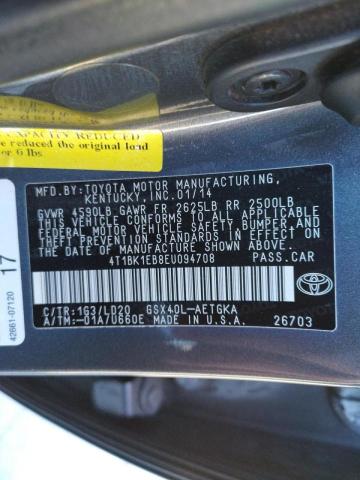 CAPACITY REDUCED
reduced the original load
r 6 lbs.
17
42661-07120
MFD.BY:TOYOTA MOTOR MANUFACTURING,
KENTUCKY,INC.01/14
GVWR 4590LB GAWR FR 2625LB RR 2500LB
THIS VEHICLE CONFORMS TO ALL APPLICABLE
FEDERAL MOTOR VEHICLE SAFETY, BUMPER, AND
THEFT PREVENTION STANDARDS IN EFFECT ON
THE DATE OF MANUFACTURE SHOWN ABOVE.
4T1BK1EB8EU094708 PASS.CAR
C/TR:1G3/LD20 GSX40L-AETGKA
A/TM:-01A/U660E MADE IN U.S.A.
26703
TOYOTA